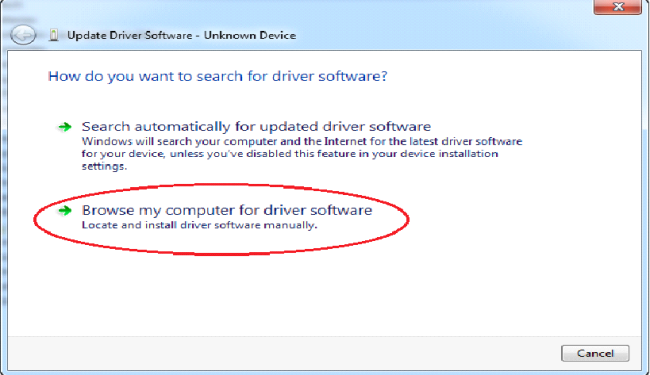 Update Driver Software - Unknown Device
How do you want to search for driver software?
Search automatically for updated driver software
Windows will search your computer and the Internet for the latest driver software
for your device, unless you've disabled this feature in your device installation
settings.
Browse my computer for driver software
Locate and install driver software manually.
Cancel